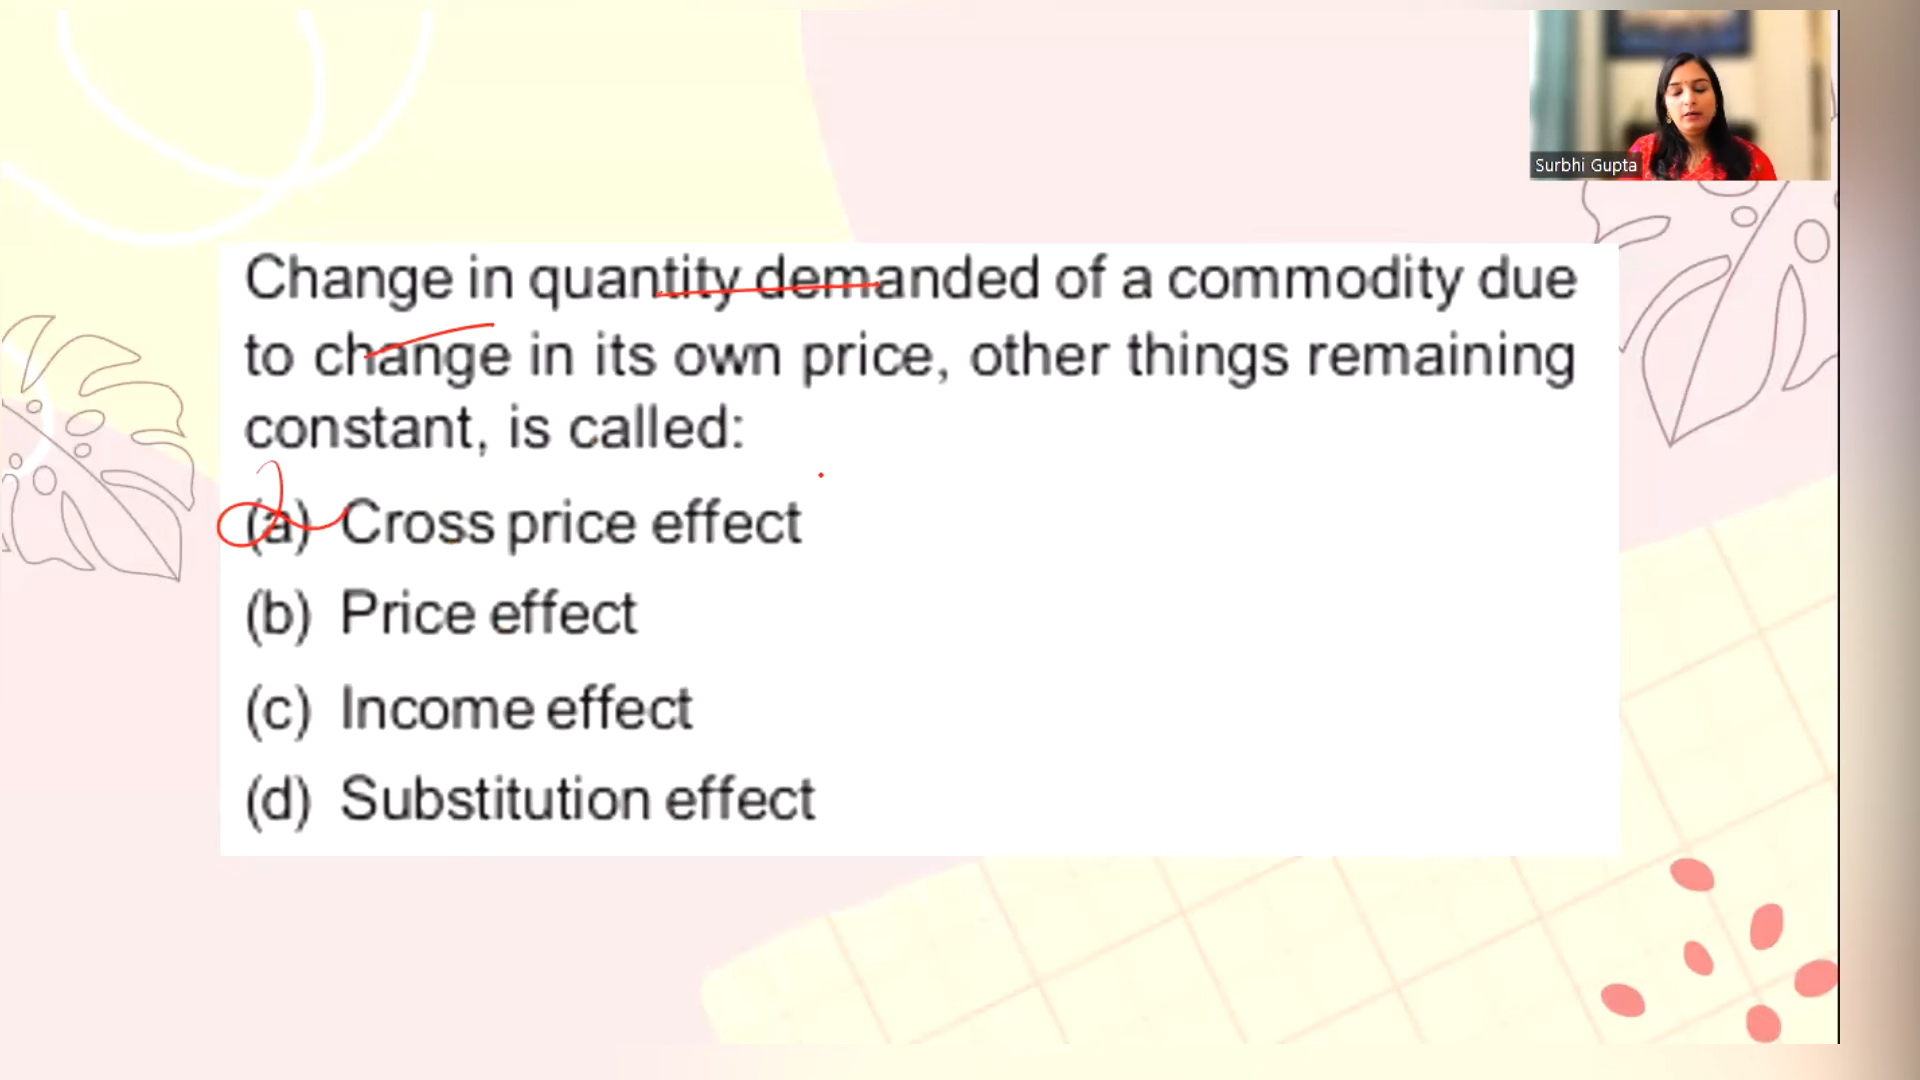 Surbhi Gupta
Change in quantity demanded of a commodity due
to change in its own price, other things remaining
constant, is called:
(a) Cross price effect
(b) Price effect
(c) Income effect
(d) Substitution effect